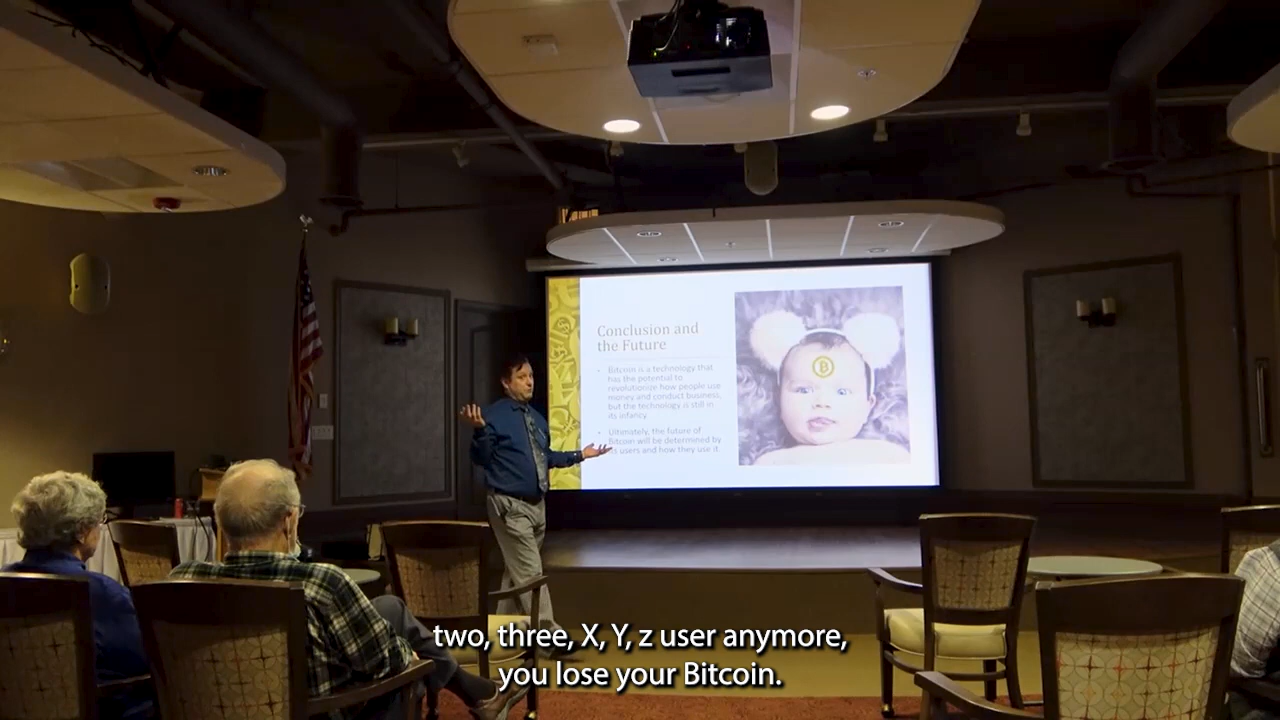 Conclusion and
the Future
Bitcoin is a technology that
has the potential to
revolutionize how people use
money and conduct business,
but the technology is still in
its infancy.
Ultimately, the future of
Bitcoin will be determined by
users and how they use it.
two, three, X, Y, z user anymore,
you lose your Bitcoin.